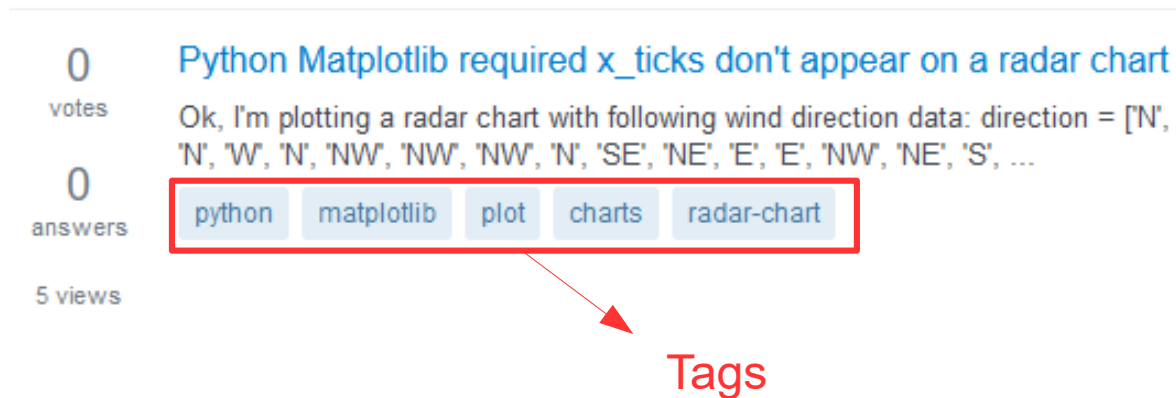 0
votes
0
answers
5 views
Python Matplotlib required x_ticks don't appear on a radar chart
Ok, I'm plotting a radar chart with following wind direction data: direction = ['N',
'N', 'W', 'N', 'NW', 'NW', 'NW', 'N', 'SE', 'NE', 'E', 'E', 'NW', 'NE', 'S', ...
python matplotlib plot charts radar-chart
Tags